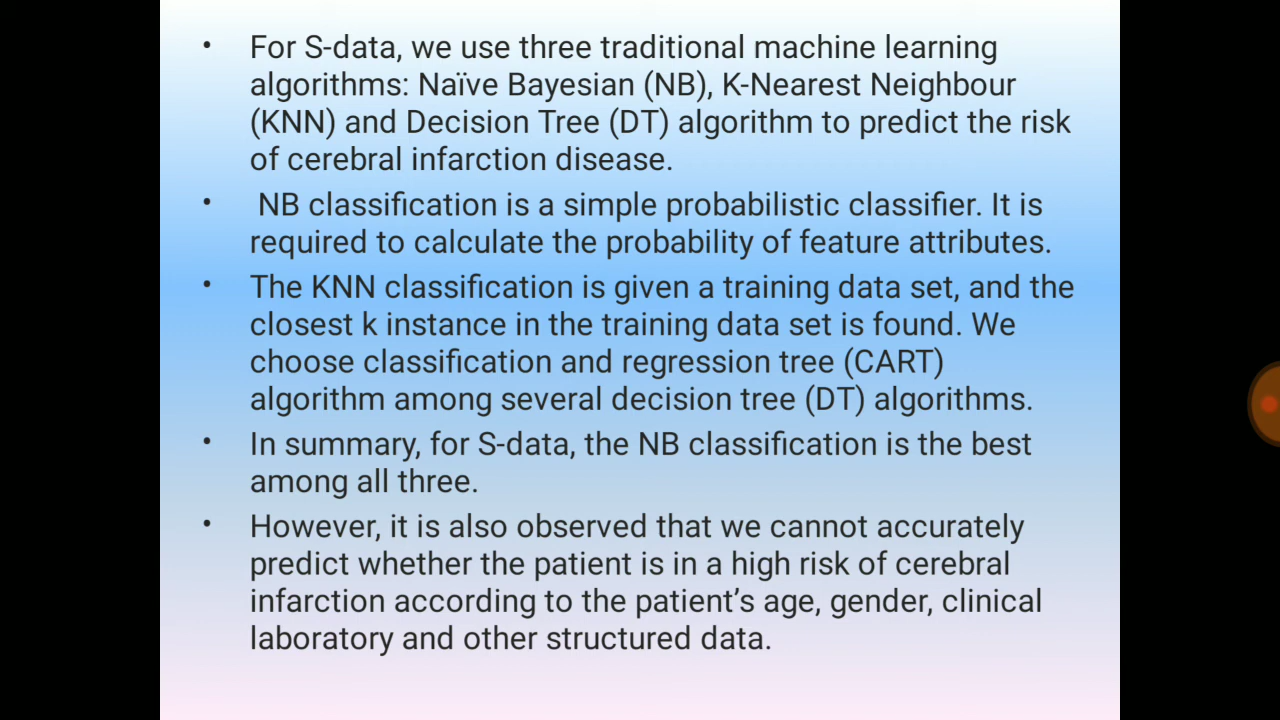 • For S-data, we use three traditional machine learning
algorithms: Naïve Bayesian (NB), K-Nearest Neighbour
(KNN) and Decision Tree (DT) algorithm to predict the risk
of cerebral infarction disease.
• NB classification is a simple probabilistic classifier. It is
required to calculate the probability of feature attributes.
• The KNN classification is given a training data set, and the
closest k instance in the training data set is found. We
choose classification and regression tree (CART)
algorithm among several decision tree (DT) algorithms.
• In summary, for S-data, the NB classification is the best
among all three.
• However, it is also observed that we cannot accurately
predict whether the patient is in a high risk of cerebral
infarction according to the patient’s age, gender, clinical
laboratory and other structured data.